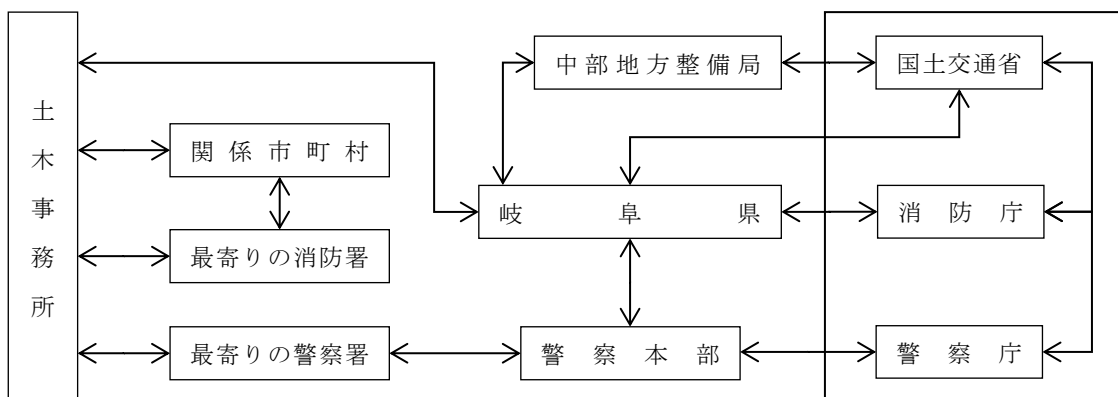 土木事務所
中部地方整備局
国土交通省
関係市町村
岐阜県
消防庁
最寄りの消防署
最寄りの警察署
警察本部
警察庁